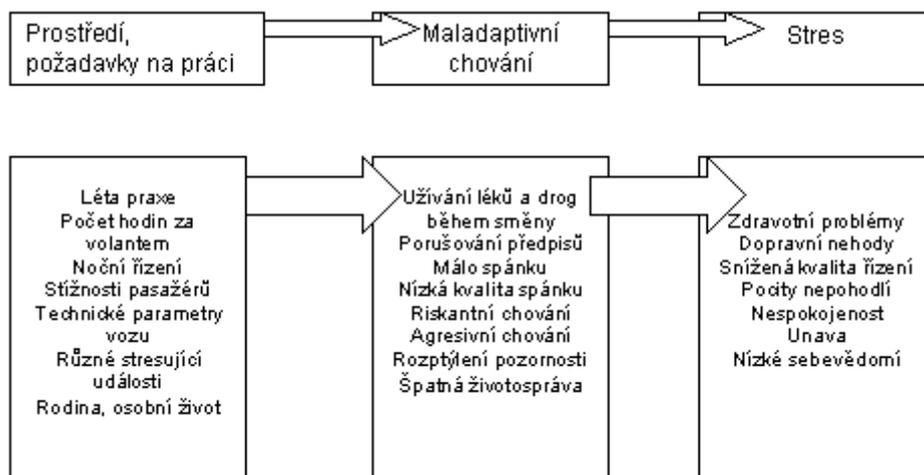 Prostředí,
požadavky na práci
Maladaptivní
chování
Stres
Léta praxe
Počet hodin za
volantem
Noční řízení
Stížnosti pasažérů
Technické parametry
vozu
Různé stresující
události
Rodina, osobní život
Užívání léků a drog
během směny
Porušování předpisů
Málo spánku
Nízká kvalita spánku
Riskantní chování
Agresivní chování
Rozptýlení pozornosti
Špatná životospráva
Zdravotní problémy
Dopravní nehody
Snížená kvalita řízení
Pocity nepohodlí
Nespokojenost
Unava
Nízké sebevědomí